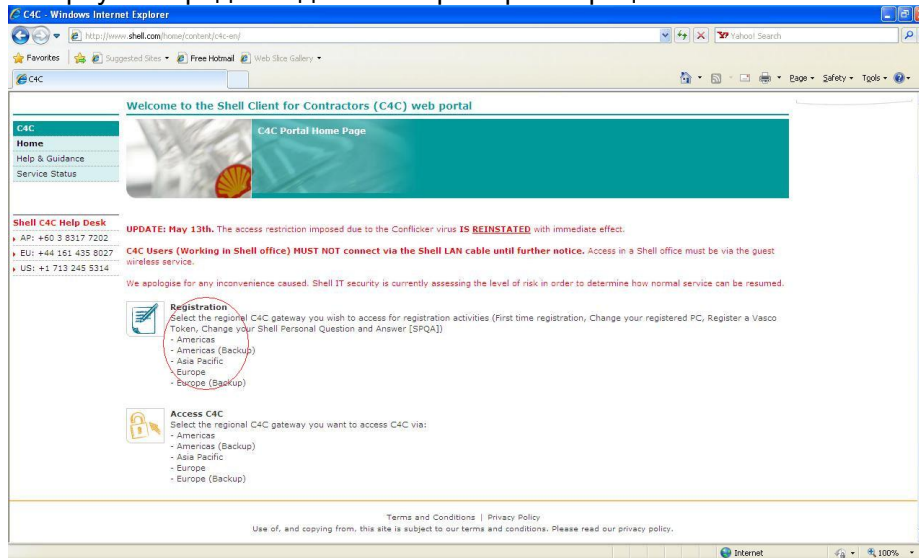 C4C - Windows Internet Explorer
http://www.shell.com/home/content/c4c-en/
Yahoo! Search
Favorites
Suggested Sites
Free Hotmail
Web Slice Gallery
C4C
Page
Safety
Tools
Welcome to the Shell Client for Contractors (C4C) web portal
C4C
Home
Help & Guidance
Service Status
C4C Portal Home Page
Shell C4C Help Desk
AP: +60 3 8317 7202
EU: +44 161 435 8027
US: +1 713 245 5314
UPDATE: May 13th. The access restriction imposed due to the Conflicker virus IS REINSTATED with immediate effect.
C4C Users (Working in Shell office) MUST NOT connect via the Shell LAN cable until further notice. Access in a Shell office must be via the guest
wireless service.
We apologise for any inconvenience caused. Shell IT security is currently assessing the level of risk in order to determine how normal service can be resumed.
Registration
Select the regional C4C gateway you wish to access for registration activities (First time registration, Change your registered PC, Register a Vasco
Token, Change your Shell Personal Question and Answer [SPQA])
- Americas
- Americas (Backup)
- Asia Pacific
- Europe
- Europe (Backup)
Access C4C
Select the regional C4C gateway you want to access C4C via:
- Americas
- Americas (Backup)
- Asia Pacific
- Europe
- Europe (Backup)
Terms and Conditions | Privacy Policy
Use of, and copying from, this site is subject to our terms and conditions. Please read our privacy policy.
Internet
100%